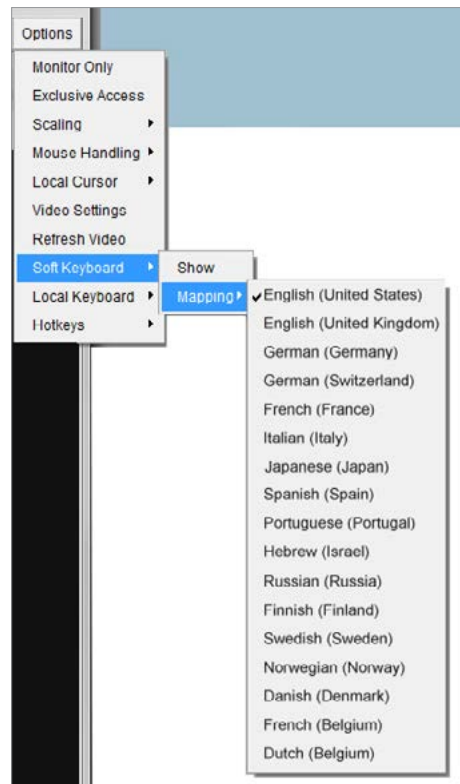 Options
Monitor Only
Exclusive Access
Scaling
Mouse Handling
Local Cursor
Video Settings
Refresh Video
Soft Keyboard
Local Keyboard
Hotkeys
Show
Mapping
English (United States)
English (United Kingdom)
German (Germany)
German (Switzerland)
French (France)
Italian (Italy)
Japanese (Japan)
Spanish (Spain)
Portuguese (Portugal)
Hebrew (Israel)
Russian (Russia)
Finnish (Finland)
Swedish (Sweden)
Norwegian (Norway)
Danish (Denmark)
French (Belgium)
Dutch (Belgium)